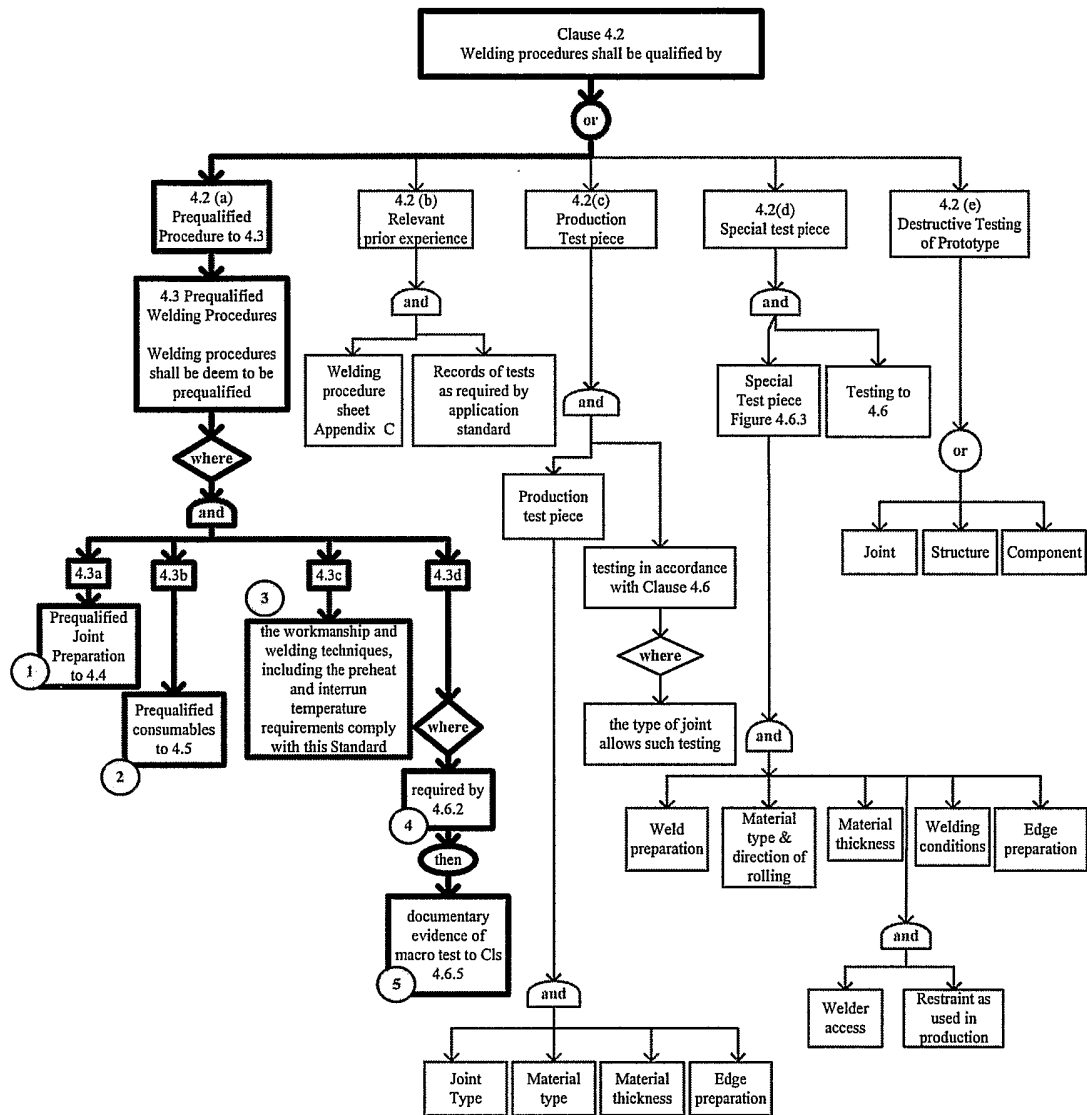 Clause 4.2
Welding procedures shall be qualified by
or
4.2 (a)
Prequalified
Procedure to 4.3
4.2 (b)
Relevant
prior experience
4.2(c)
Production
Test piece
4.2(d)
Special test piece
4.2 (e)
Destructive Testing
of Prototype
4.3 Prequalified
Welding Procedures
Welding procedures
shall be deem to be
prequalified
and
and
Welding
procedure
sheet
Appendix C
Records of tests
as required by
application
standard
and
Special
Test piece
Figure 4.6.3
Testing to
4.6
where
or
and
Production
test piece
Joint
Structure
Component
4.3a
4.3b
4.3c
4.3d
testing in accordance
with Clause 4.6
1
Prequalified
Joint
Preparation
to 4.4
3
the workmanship and
welding techniques,
including the preheat
and interrun
temperature
requirements comply
with this Standard
where
2
Prequalified
consumables
to 4.5
where
the type of joint
allows such testing
and
4
required by
4.6.2
Weld
preparation
Material
type &
direction of
rolling
Material
thickness
Welding
conditions
Edge
preparation
then
5
documentary
evidence of
macro test to Cls
4.6.5
and
and
Welder
access
Restraint as
used in
production
Joint
Type
Material
type
Material
thickness
Edge
preparation